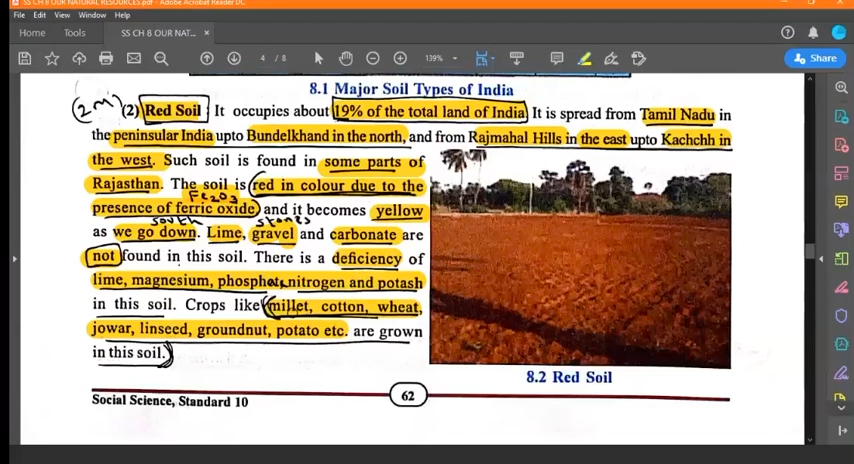 SS CH 8 OUR NATURAL RESOURCES.pdf - Adobe Acrobat Reader DC
File Edit View Window Help
Home Tools SS CH 8 OUR NAT... ×
4 / 8 139% Share
8.1 Major Soil Types of India
(2 M) (2) Red Soil : It occupies about 19% of the total land of India. It is spread from Tamil Nadu in
the peninsular India upto Bundelkhand in the north, and from Rajmahal Hills in the east upto Kachchh in
the west. Such soil is found in some parts of
Rajasthan. The soil is red in colour due to the
Fe2O3
presence of ferric oxide and it becomes yellow
south stones
as we go down. Lime, gravel and carbonate are
not found in this soil. There is a deficiency of
lime, magnesium, phosphate, nitrogen and potash
in this soil. Crops like millet, cotton, wheat,
jowar, linseed, groundnut, potato etc. are grown
in this soil.
8.2 Red Soil
Social Science, Standard 10
62